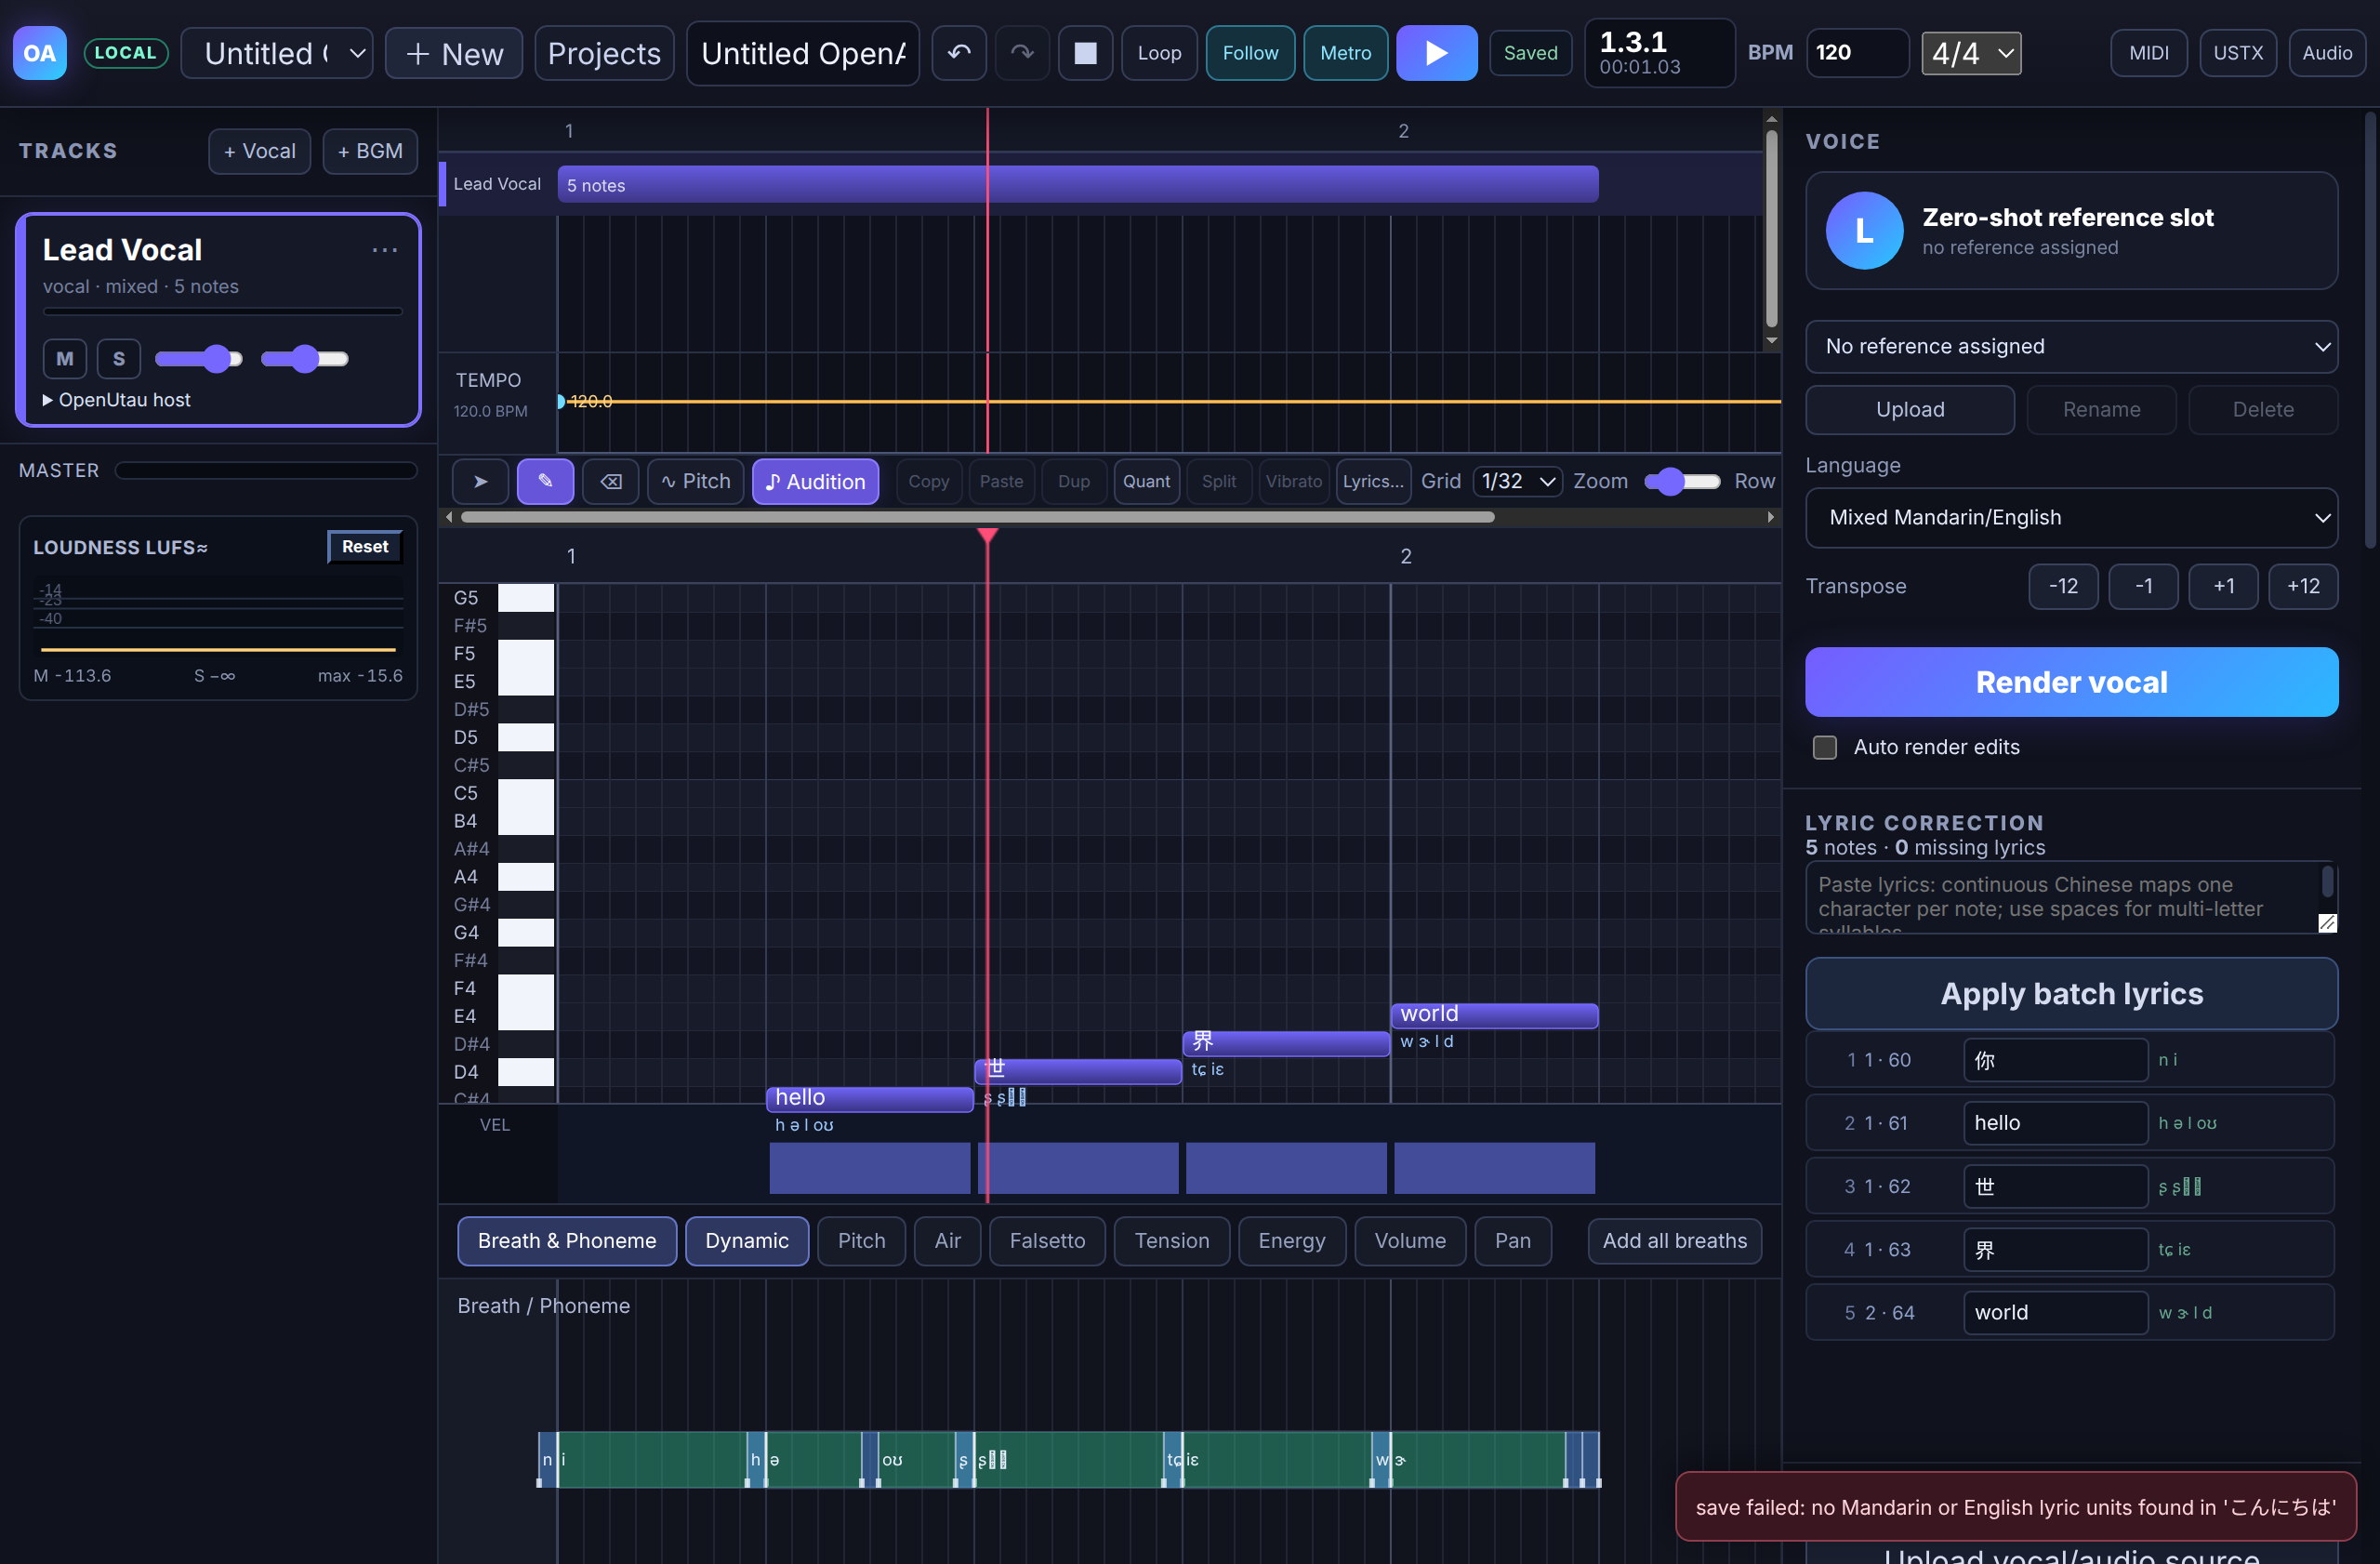 OA LOCAL Untitled ( + New Projects Untitled OpenA Loop Follow Metro Saved 1.3.1 BPM 120 4/4 MIDI USTX Audio
00:01.03
TRACKS + Vocal + BGM
Lead Vocal ...
vocal · mixed · 5 notes
M S
OpenUtau host
MASTER
LOUDNESS LUFS≈ Reset
-14
-23
-40
M -113.6 S -∞ max -15.6
1 2
Lead Vocal 5 notes
TEMPO
120.0 BPM 120.0
Pitch Audition Copy Paste Dup Quant Split Vibrato Lyrics... Grid 1/32 Zoom Row
1 2
G5
F#5
F5
E5
D#5
D5
C#5
C5
B4
A#4
A4
G#4
G4
F#4
F4
E4 world
D#4 界 w ɝ l d
D4 世 tɕ iɛ
C#4 hello ʂ ʂ
VEL h ə l oʊ
Breath & Phoneme Dynamic Pitch Air Falsetto Tension Energy Volume Pan Add all breaths
Breath / Phoneme
n i h ə oʊ ʂ ʂ tɕ iɛ w ɝ
VOICE
L Zero-shot reference slot
no reference assigned
No reference assigned
Upload Rename Delete
Language
Mixed Mandarin/English
Transpose -12 -1 +1 +12
Render vocal
Auto render edits
LYRIC CORRECTION
5 notes · 0 missing lyrics
Paste lyrics: continuous Chinese maps one
character per note; use spaces for multi-letter
syllables
Apply batch lyrics
1 1 · 60 你 n i
2 1 · 61 hello h ə l oʊ
3 1 · 62 世 ʂ ʂ
4 1 · 63 界 tɕ iɛ
5 2 · 64 world w ɝ l d
save failed: no Mandarin or English lyric units found in 'こんにちは'
Upload vocal/audio source